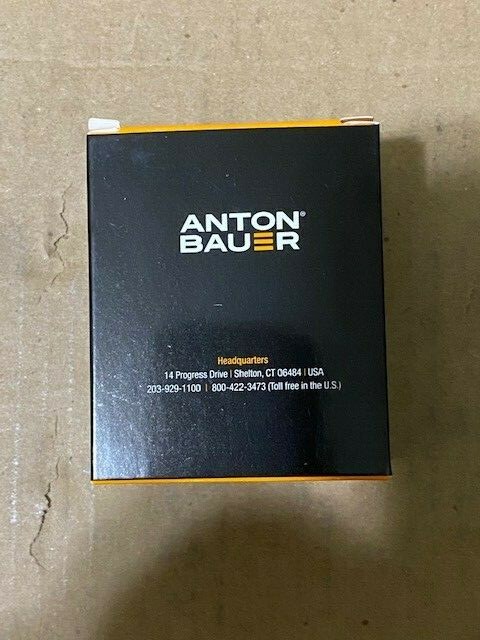 ANTON®
BAUER
Headquarters
14 Progress Drive | Shelton, CT 06484 | USA
203-929-1100 | 800-422-3473 (Toll free in the U.S.)